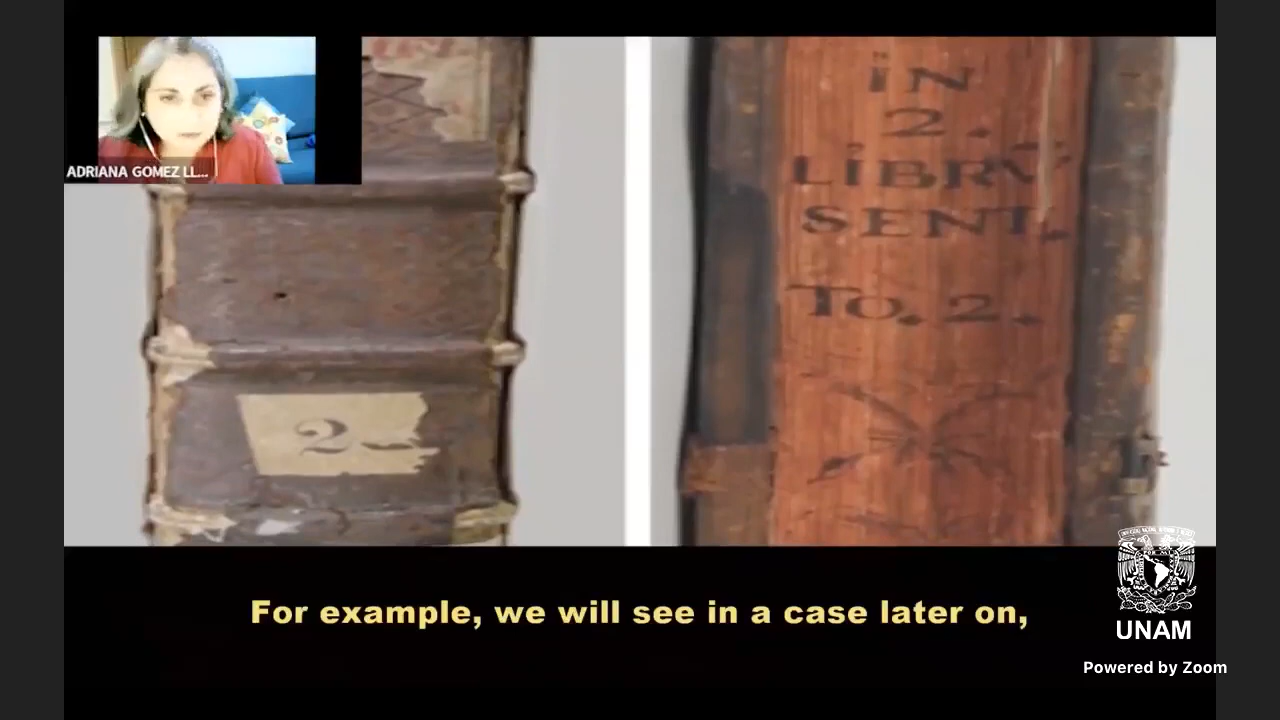 ADRIANA GOMEZ LL...
2-
iN
2.
LiBRV
SENT.
TO. 2.
For example, we will see in a case later on,
UNAM
Powered by Zoom